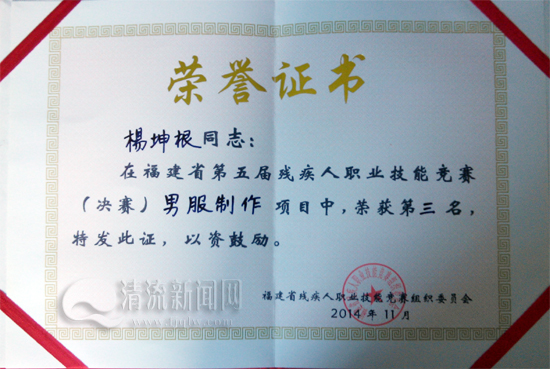 荣誉证书
楊坤根同志：
在福建省第五届残疾人职业技能竞赛
（决赛）男服制作项目中，荣获第三名，
特发此证，以资鼓励。
福建省残疾人职业技能竞赛组织委员会
2014年11月
清流新闻网